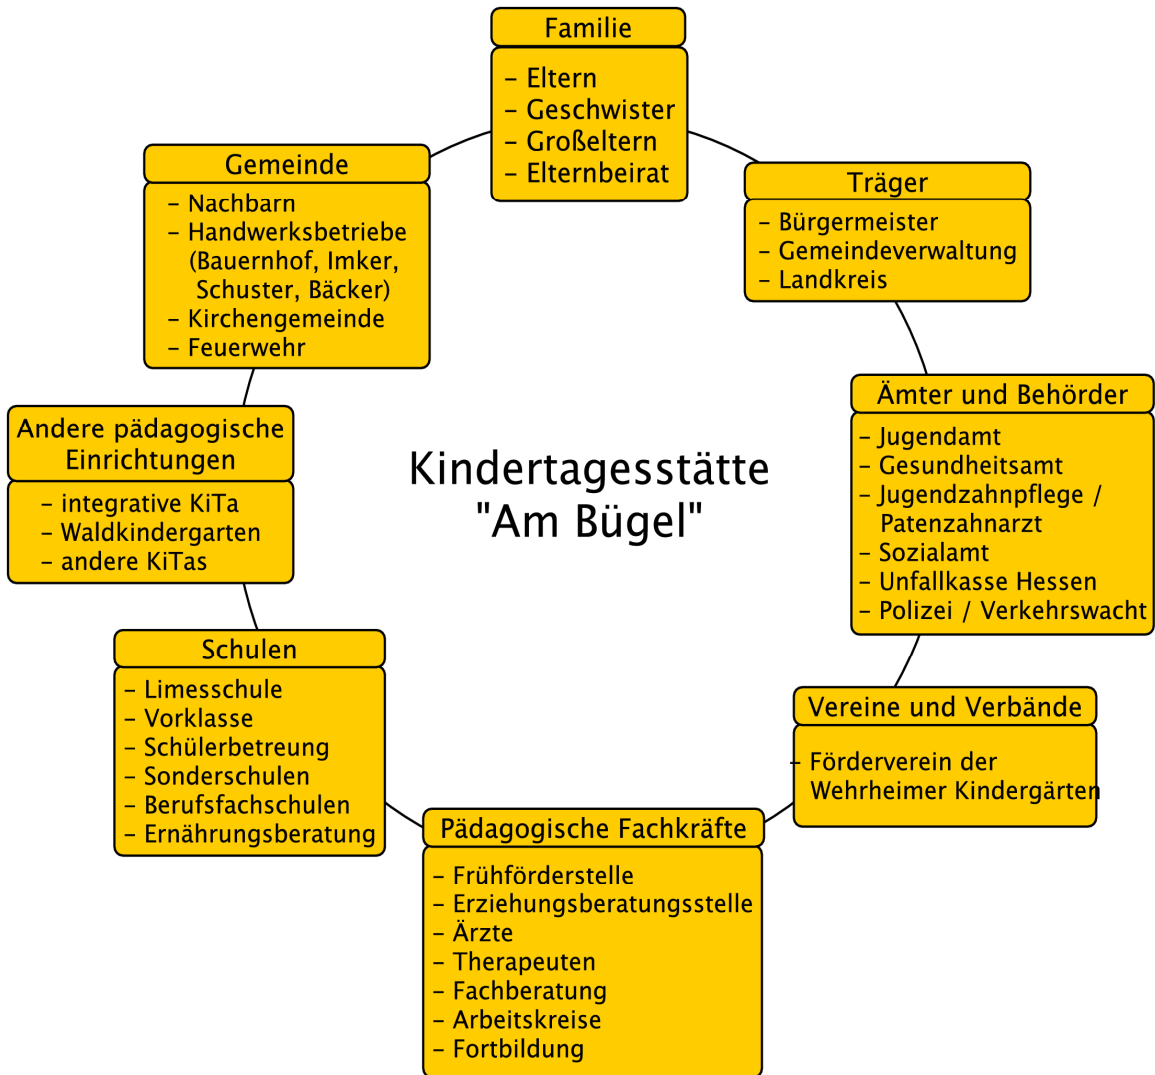 Familie
– Eltern
– Geschwister
– Großeltern
– Elternbeirat
Träger
– Bürgermeister
– Gemeindeverwaltung
– Landkreis
Ämter und Behörder
– Jugendamt
– Gesundheitsamt
– Jugendzahnpflege /
Patenzahnarzt
– Sozialamt
– Unfallkasse Hessen
– Polizei / Verkehrswacht
Vereine und Verbände
– Förderverein der
Wehrheimer Kindergärten
Pädagogische Fachkräfte
– Frühförderstelle
– Erziehungsberatungsstelle
– Ärzte
– Therapeuten
– Fachberatung
– Arbeitskreise
– Fortbildung
Schulen
– Limesschule
– Vorklasse
– Schülerbetreung
– Sonderschulen
– Berufsfachschulen
– Ernährungsberatung
Andere pädagogische
Einrichtungen
– integrative KiTa
– Waldkindergarten
– andere KiTas
Gemeinde
– Nachbarn
– Handwerksbetriebe
(Bauernhof, Imker,
Schuster, Bäcker)
– Kirchengemeinde
– Feuerwehr
Kindertagesstätte
"Am Bügel"